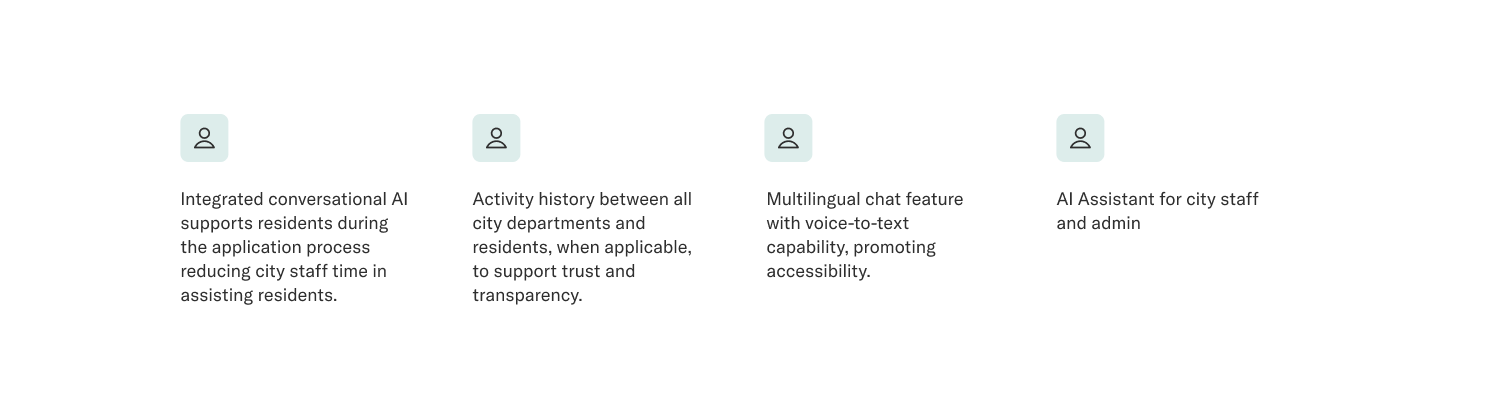 Integrated conversational AI
supports residents during
the application process
reducing city staff time in
assisting residents.
Activity history between all
city departments and
residents, when applicable,
to support trust and
transparency.
Multilingual chat feature
with voice-to-text
capability, promoting
accessibility.
AI Assistant for city staff
and admin